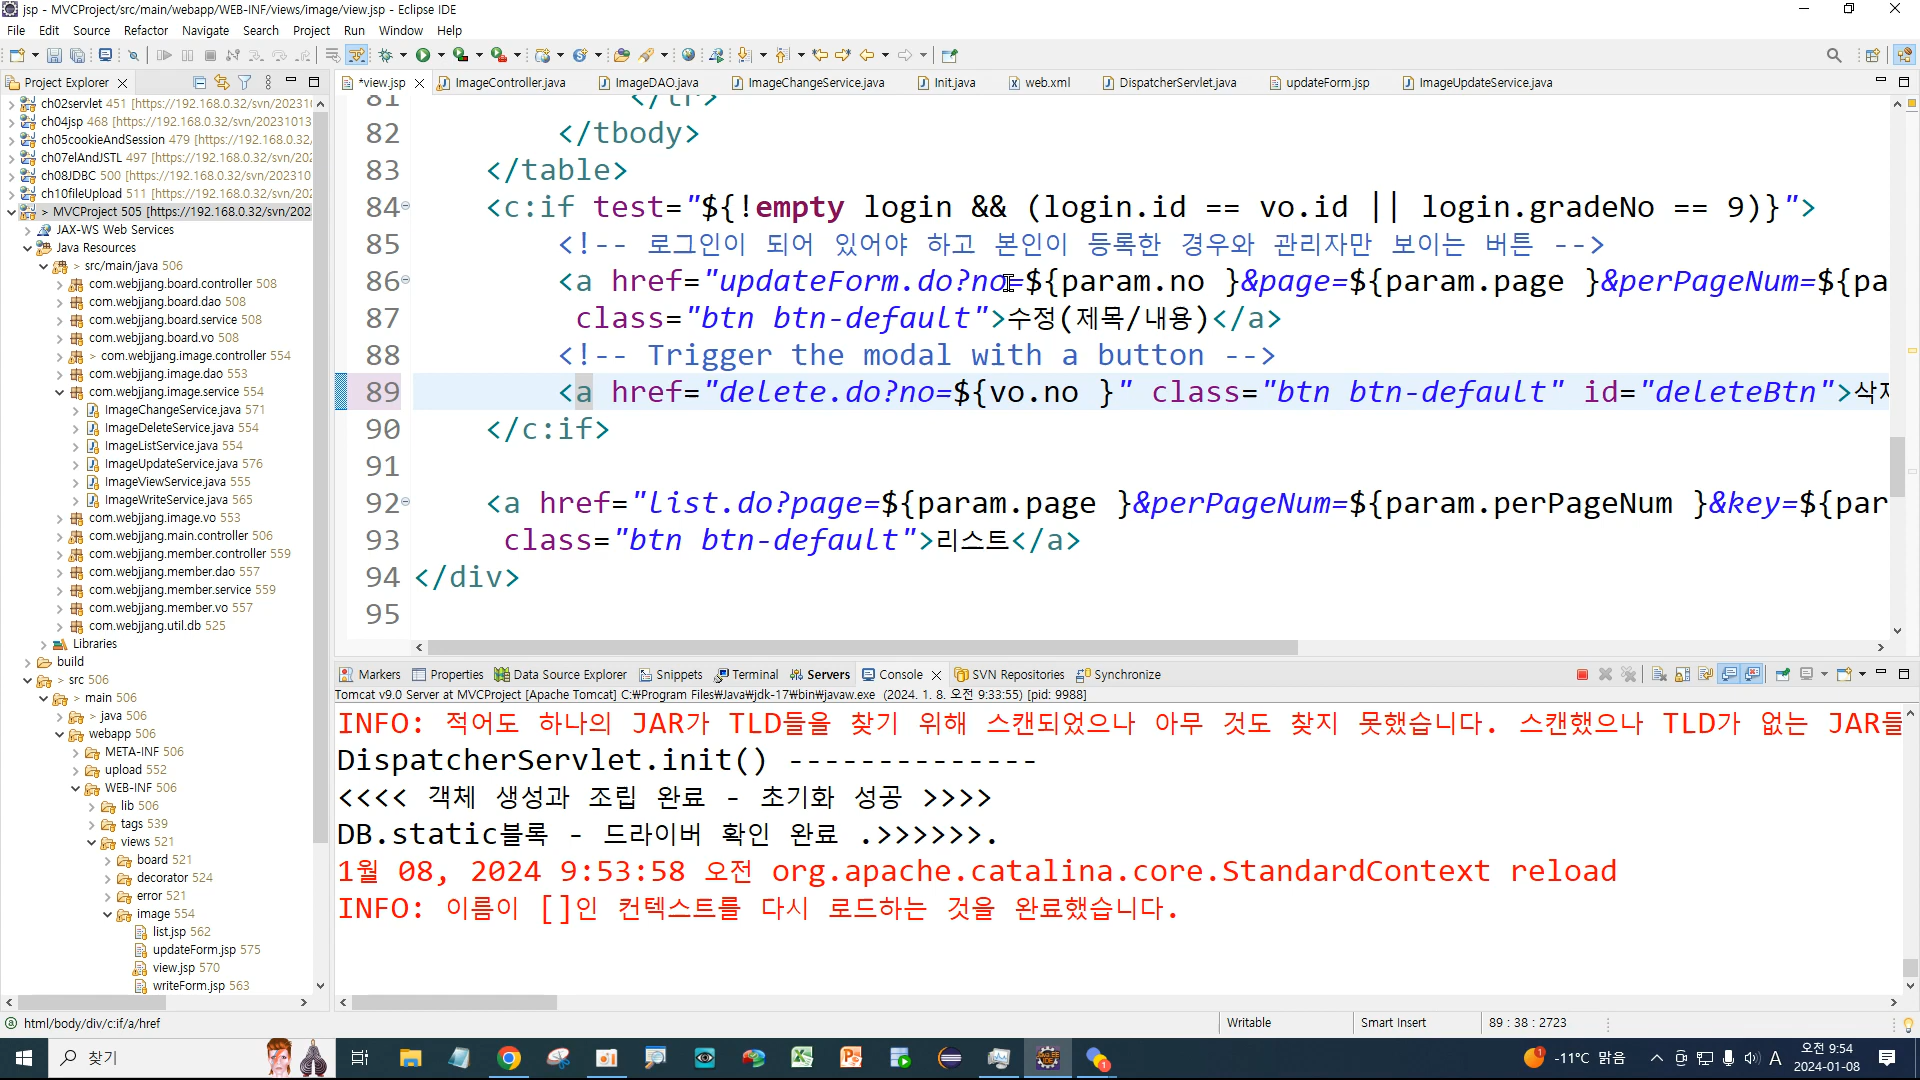 jsp - MVCProject/src/main/webapp/WEB-INF/views/image/view.jsp - Eclipse IDE
File Edit Source Refactor Navigate Search Project Run Window Help
Project Explorer
*view.jsp ImageController.java ImageDAO.java ImageChangeService.java Init.java web.xml DispatcherServlet.java updateForm.jsp ImageUpdateService.java
ch02servlet 451 [https://192.168.0.32/svn/202310
ch04jsp 468 [https://192.168.0.32/svn/20231013
ch05cookieAndSession 479 [https://192.168.0.32/
ch07elAndJSTL 497 [https://192.168.0.32/svn/202
ch08JDBC 500 [https://192.168.0.32/svn/202310
ch10fileUpload 511 [https://192.168.0.32/svn/202
> MVCProject 505 [https://192.168.0.32/svn/202
JAX-WS Web Services
Java Resources
> src/main/java 506
com.webjjang.board.controller 508
com.webjjang.board.dao 508
com.webjjang.board.service 508
com.webjjang.board.vo 508
> com.webjjang.image.controller 554
com.webjjang.image.dao 553
com.webjjang.image.service 554
ImageChangeService.java 571
ImageDeleteService.java 554
ImageListService.java 554
ImageUpdateService.java 576
ImageViewService.java 555
ImageWriteService.java 565
com.webjjang.image.vo 553
com.webjjang.main.controller 506
com.webjjang.member.controller 559
com.webjjang.member.dao 557
com.webjjang.member.service 559
com.webjjang.member.vo 557
com.webjjang.util.db 525
Libraries
build
> src 506
> main 506
> java 506
webapp 506
META-INF 506
upload 552
WEB-INF 506
lib 506
tags 539
views 521
board 521
decorator 524
error 521
image 554
list.jsp 562
updateForm.jsp 575
view.jsp 570
writeForm.jsp 563
81 </tr>
82 </tbody>
83 </table>
84 <c:if test="${!empty login && (login.id == vo.id || login.gradeNo == 9)}">
85 <!-- 로그인이 되어 있어야 하고 본인이 등록한 경우와 관리자만 보이는 버튼 -->
86 <a href="updateForm.do?no=${param.no }&page=${param.page }&perPageNum=${pa
87 class="btn btn-default">수정(제목/내용)</a>
88 <!-- Trigger the modal with a button -->
89 <a href="delete.do?no=${vo.no }" class="btn btn-default" id="deleteBtn">삭제
90 </c:if>
91
92 <a href="list.do?page=${param.page }&perPageNum=${param.perPageNum }&key=${par
93 class="btn btn-default">리스트</a>
94 </div>
95
Markers Properties Data Source Explorer Snippets Terminal Servers Console SVN Repositories Synchronize
Tomcat v9.0 Server at MVCProject [Apache Tomcat] C:₩Program Files₩Java₩jdk-17₩bin₩javaw.exe (2024. 1. 8. 오전 9:33:55) [pid: 9988]
INFO: 적어도 하나의 JAR가 TLD들을 찾기 위해 스캔되었으나 아무 것도 찾지 못했습니다. 스캔했으나 TLD가 없는 JAR들
DispatcherServlet.init() --------------
<<<< 객체 생성과 조립 완료 - 초기화 성공 >>>>
DB.static블록 - 드라이버 확인 완료 .>>>>>>.
1월 08, 2024 9:53:58 오전 org.apache.catalina.core.StandardContext reload
INFO: 이름이 []인 컨텍스트를 다시 로드하는 것을 완료했습니다.
html/body/div/c:if/a/href
Writable
Smart Insert
89 : 38 : 2723
찾기
-11°C 맑음
A
오전 9:54
2024-01-08